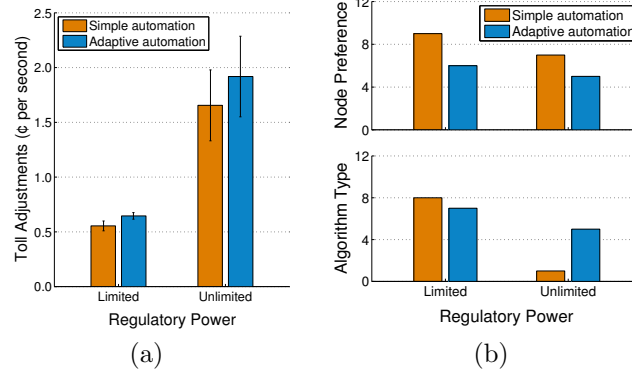 Toll Adjustments (¢ per second)
2.5
2.0
1.5
1.0
0.5
0.0
Simple automation
Adaptive automation
Limited
Unlimited
Regulatory Power
(a)
Node Preference
12
8
4
0
Simple automation
Adaptive automation
Algorithm Type
12
8
4
0
Limited
Unlimited
Regulatory Power
(b)